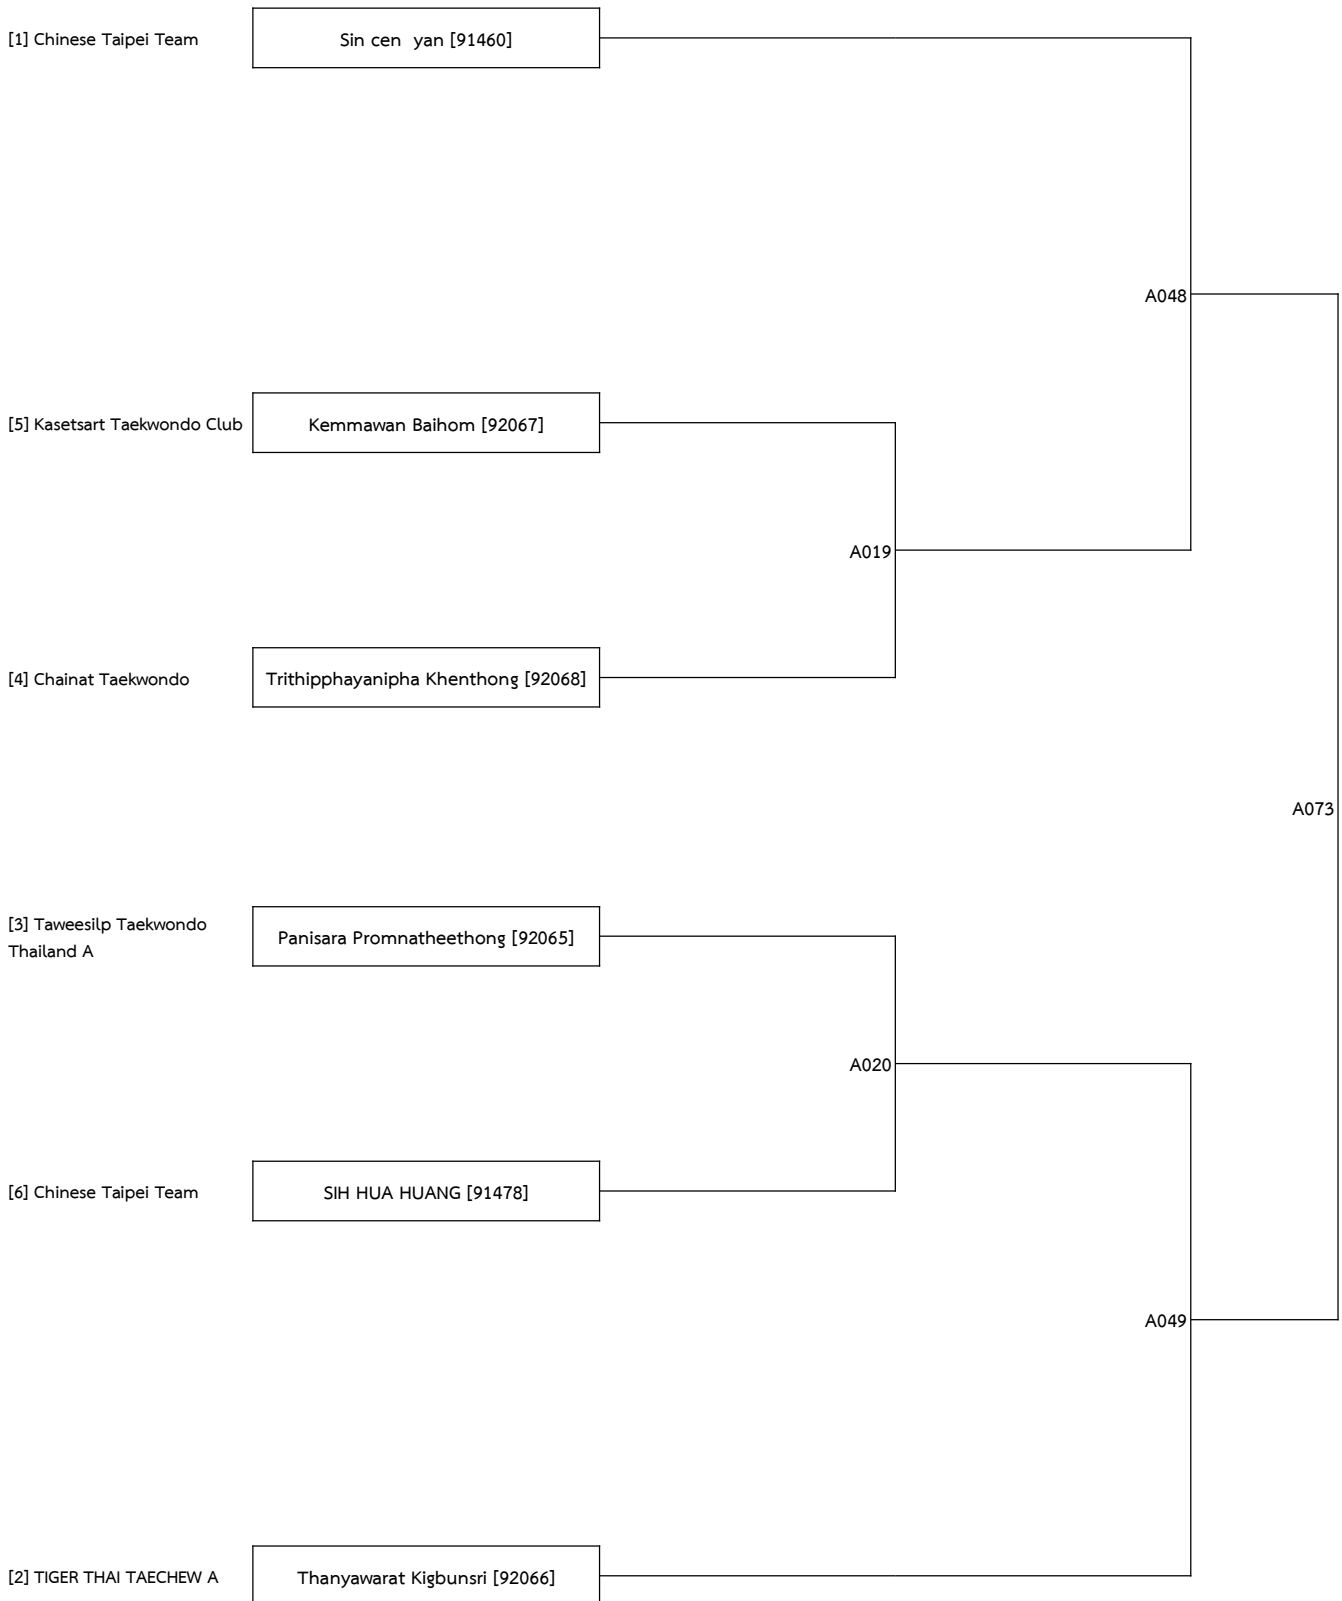 [1] Chinese Taipei Team
Sin cen  yan [91460]
A048
[5] Kasetsart Taekwondo Club
Kemmawan Baihom [92067]
A019
[4] Chainat Taekwondo
Trithipphayanipha Khenthong [92068]
A073
[3] Taweesilp Taekwondo
Thailand A
Panisara Promnatheethong [92065]
A020
[6] Chinese Taipei Team
SIH HUA HUANG [91478]
A049
[2] TIGER THAI TAECHEW A
Thanyawarat Kigbunsri [92066]